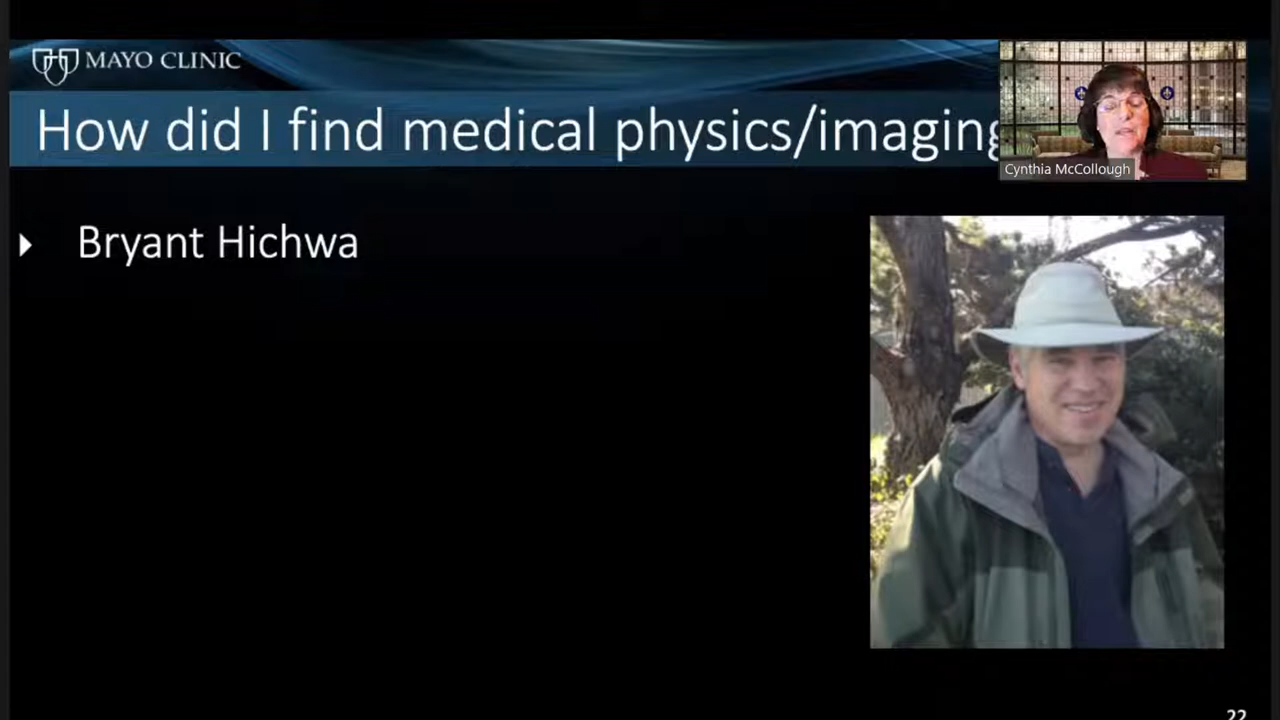 MAYO CLINIC
How did I find medical physics/imaging
Cynthia McCollough
Bryant Hichwa
22